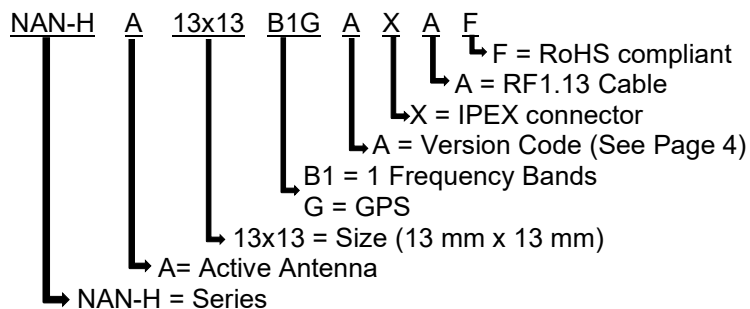 NAN-H A 13x13 B1G A X A F
F = RoHS compliant
A = RF1.13 Cable
X = IPEX connector
A = Version Code (See Page 4)
B1 = 1 Frequency Bands
G = GPS
13x13 = Size (13 mm x 13 mm)
A= Active Antenna
NAN-H = Series